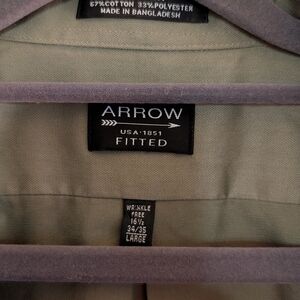 67%COTTON 33%POLYESTER
MADE IN BANGLADESH
ARROW
USA·1851
FITTED
WRINKLE
FREE
16½
34/35
LARGE